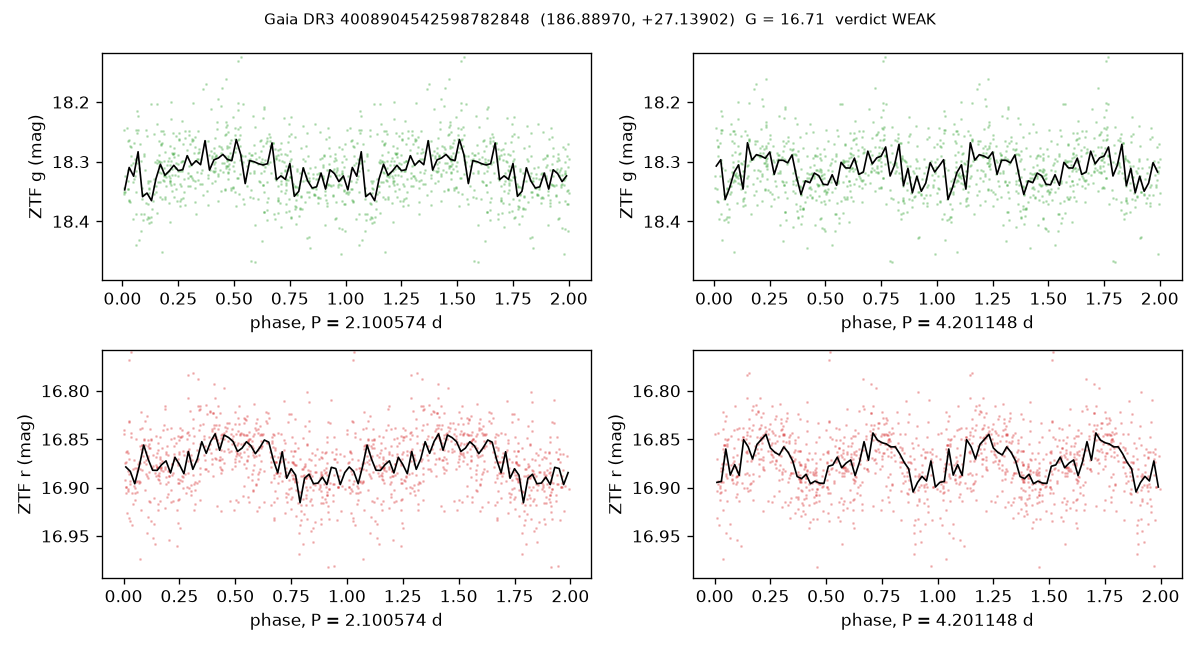 Gaia DR3 4008904542598782848  (186.88970, +27.13902)  G = 16.71  verdict WEAK
ZTF g (mag)
18.2
18.3
18.4
0.00 0.25 0.50 0.75 1.00 1.25 1.50 1.75 2.00
phase, P = 2.100574 d
ZTF g (mag)
18.2
18.3
18.4
0.00 0.25 0.50 0.75 1.00 1.25 1.50 1.75 2.00
phase, P = 4.201148 d
ZTF r (mag)
16.80
16.85
16.90
16.95
0.00 0.25 0.50 0.75 1.00 1.25 1.50 1.75 2.00
phase, P = 2.100574 d
ZTF r (mag)
16.80
16.85
16.90
16.95
0.00 0.25 0.50 0.75 1.00 1.25 1.50 1.75 2.00
phase, P = 4.201148 d